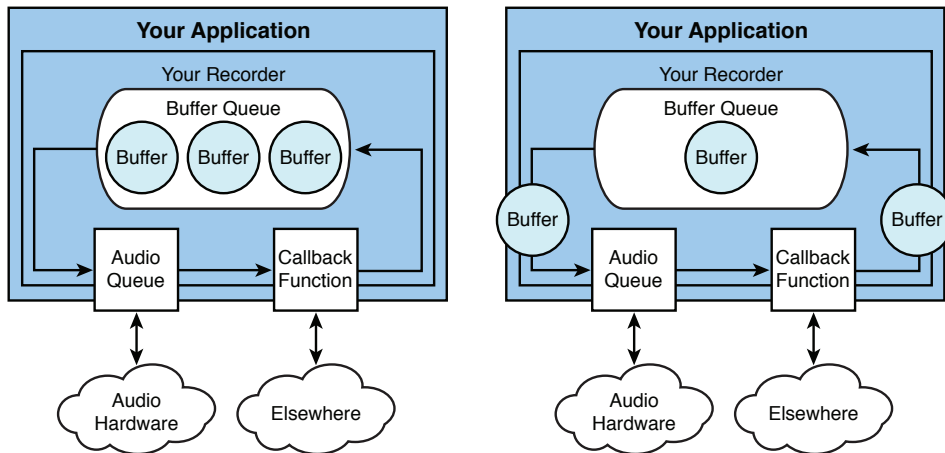 Your Application
Your Recorder
Buffer Queue
Buffer Buffer Buffer
Audio
Queue
Callback
Function
Audio
Hardware
Elsewhere
Your Application
Your Recorder
Buffer Queue
Buffer
Buffer
Buffer
Audio
Queue
Callback
Function
Audio
Hardware
Elsewhere